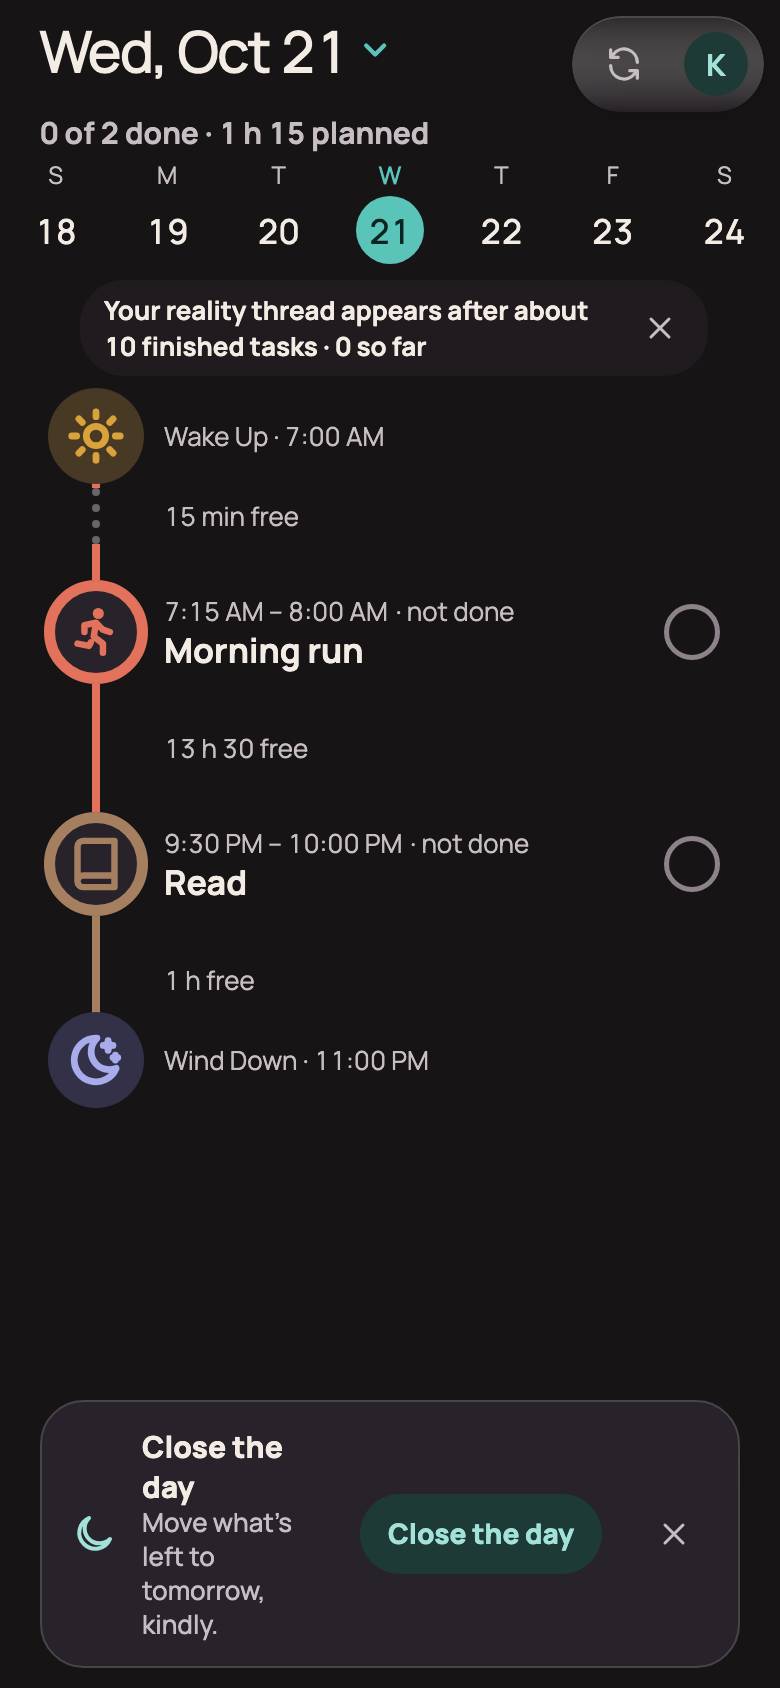 Wed, Oct 21
K
0 of 2 done · 1 h 15 planned
S M T W T F S
18 19 20 21 22 23 24
Your reality thread appears after about
10 finished tasks · 0 so far
Wake Up · 7:00 AM
15 min free
7:15 AM – 8:00 AM · not done
Morning run
13 h 30 free
9:30 PM – 10:00 PM · not done
Read
1 h free
Wind Down · 11:00 PM
Close the
day
Move what's
left to
tomorrow,
kindly.
Close the day